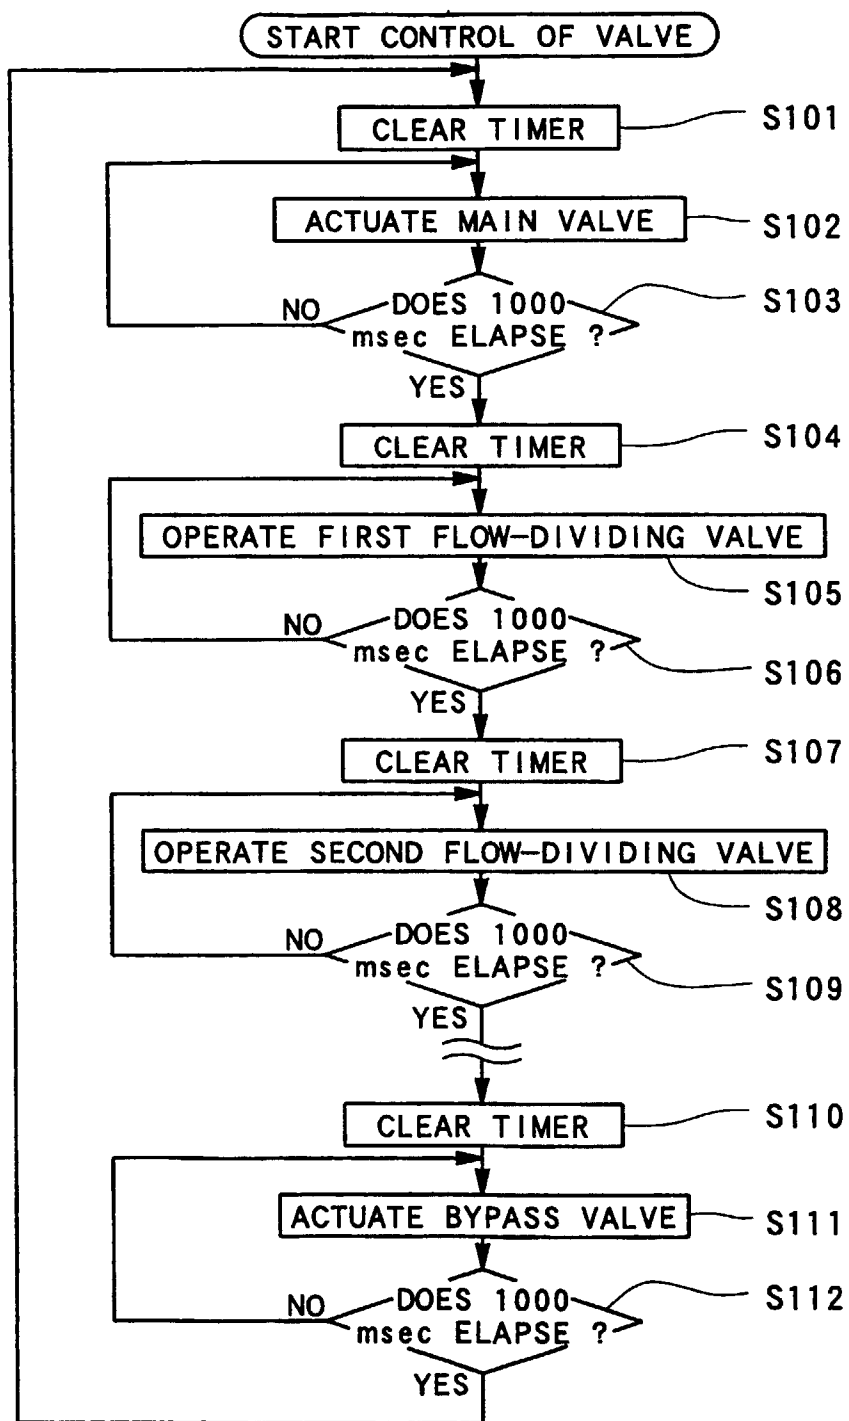 START CONTROL OF VALVE
CLEAR TIMER
S101
ACTUATE MAIN VALVE
S102
DOES 1000
msec ELAPSE ?
S103
NO
YES
CLEAR TIMER
S104
OPERATE FIRST FLOW-DIVIDING VALVE
S105
DOES 1000
msec ELAPSE ?
S106
NO
YES
CLEAR TIMER
S107
OPERATE SECOND FLOW-DIVIDING VALVE
S108
DOES 1000
msec ELAPSE ?
S109
NO
YES
CLEAR TIMER
S110
ACTUATE BYPASS VALVE
S111
DOES 1000
msec ELAPSE ?
S112
NO
YES